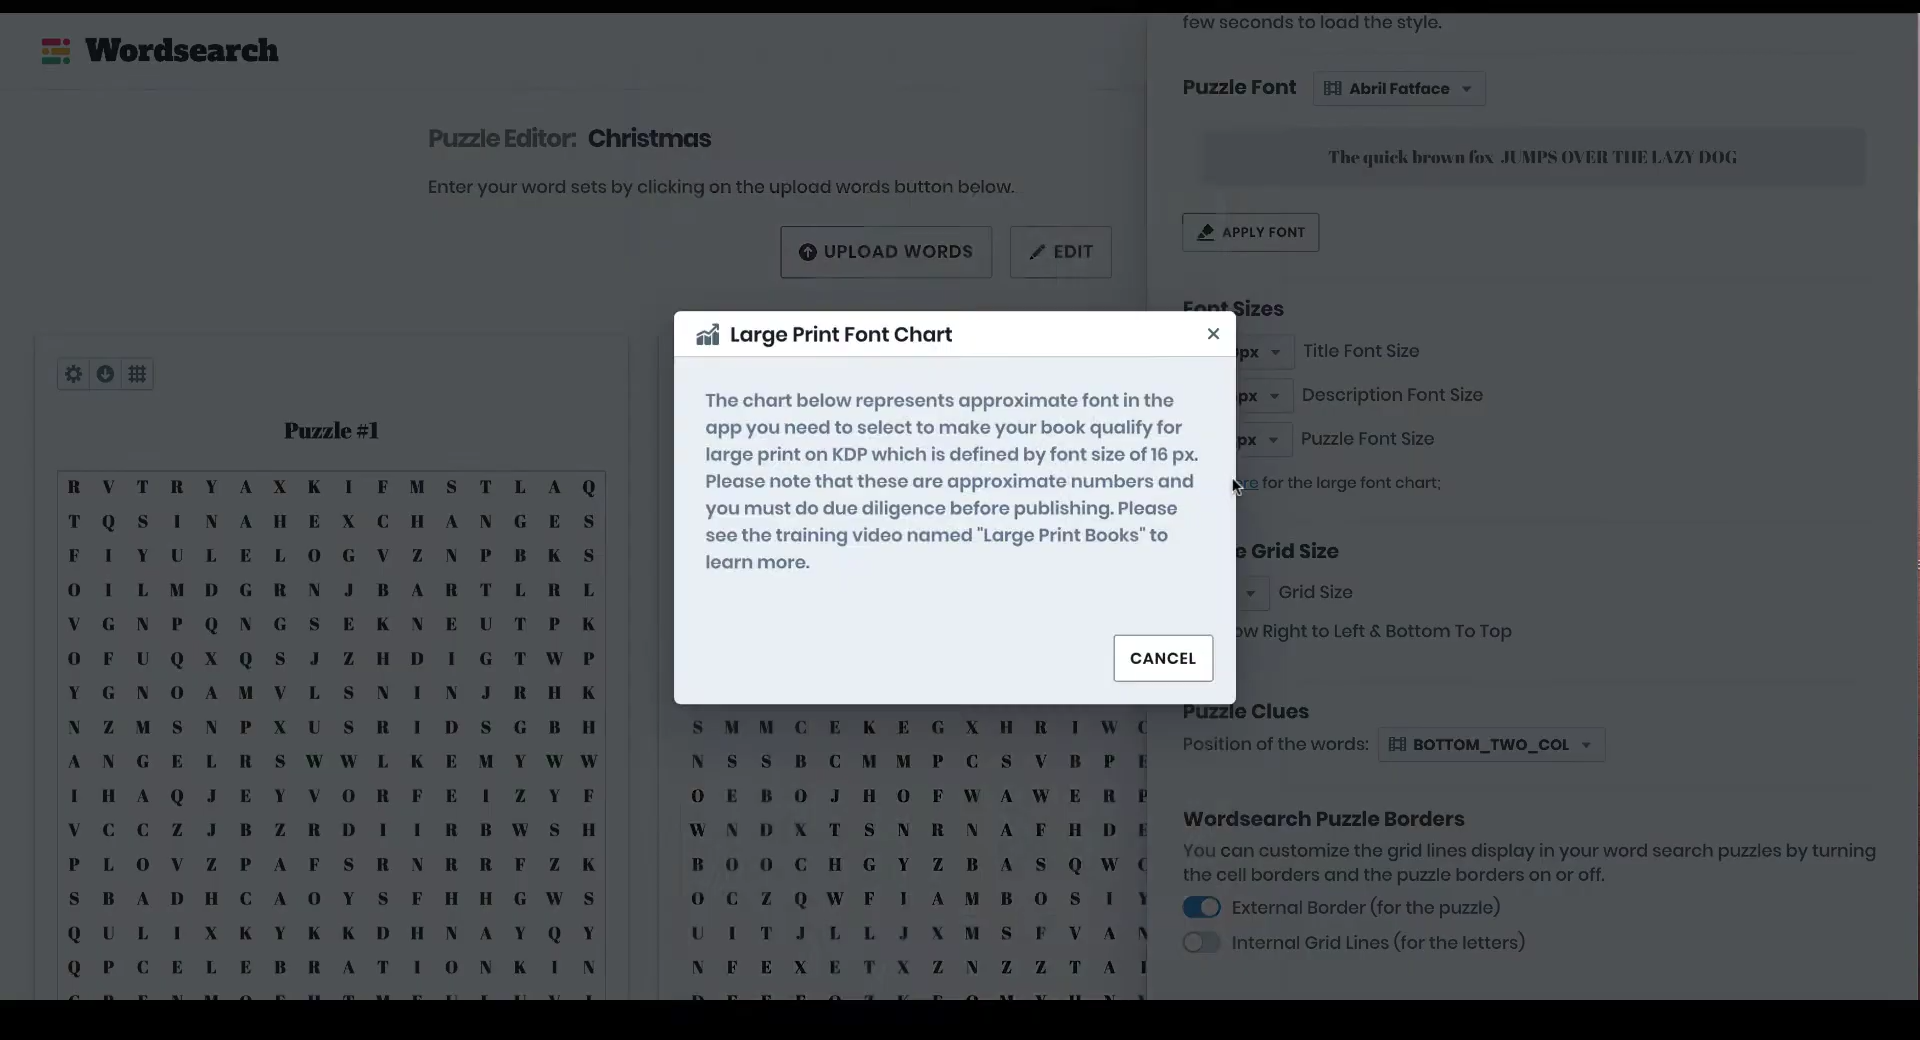 few seconds to load the style.
Wordsearch
Puzzle Font
Abril Fatface
Puzzle Editor: Christmas
The quick brown fox JUMPS OVER THE LAZY DOG
Enter your word sets by clicking on the upload words button below.
APPLY FONT
UPLOAD WORDS
EDIT
Font Sizes
Large Print Font Chart
px Title Font Size
px Description Font Size
px Puzzle Font Size
for the large font chart;
The chart below represents approximate font in the
app you need to select to make your book qualify for
large print on KDP which is defined by font size of 16 px.
Please note that these are approximate numbers and
you must do due diligence before publishing. Please
see the training video named "Large Print Books" to
learn more.
CANCEL
Grid Size
Grid Size
Right to Left & Bottom To Top
Puzzle Clues
Position of the words: BOTTOM_TWO_COL
Wordsearch Puzzle Borders
You can customize the grid lines display in your word search puzzles by turning
the cell borders and the puzzle borders on or off.
External Border (for the puzzle)
Internal Grid Lines (for the letters)
Puzzle #1
R V T R Y A X K I F M S T L A Q
T Q S I N A H E X C H A N G E S
F I Y U L E L O G V Z N P B K S
O I L M D G R N J B A R T L R L
V G N P Q N G S E K N E U T P K
O F U Q X Q S J Z H D I G T W P
Y G N O A M V L S N I N J R H K
N Z M S N P X U S R I D S G B H
A N G E L R S W W L K E M Y W W
I H A Q J E Y V O R F E I Z Y F
V C C Z J B Z R D I I R B W S H
P L O V Z P A F S R N R R F Z K
S B A D H C A O Y S F H H G W S
Q U L I X K Y K K D H N A Y Q Y
Q P C E L E B R A T I O N K I N
S M M C E K E G X H R I W
N S S B C M M P C S V B P
O E B O J H O F W A W E R
W N D X T S N R N A F H D
B O O C H G Y Z B A S Q W
O C Z Q W F I A M B O S I
U I T J L L J X M S F V A
N F E X E T X Z N Z Z T A